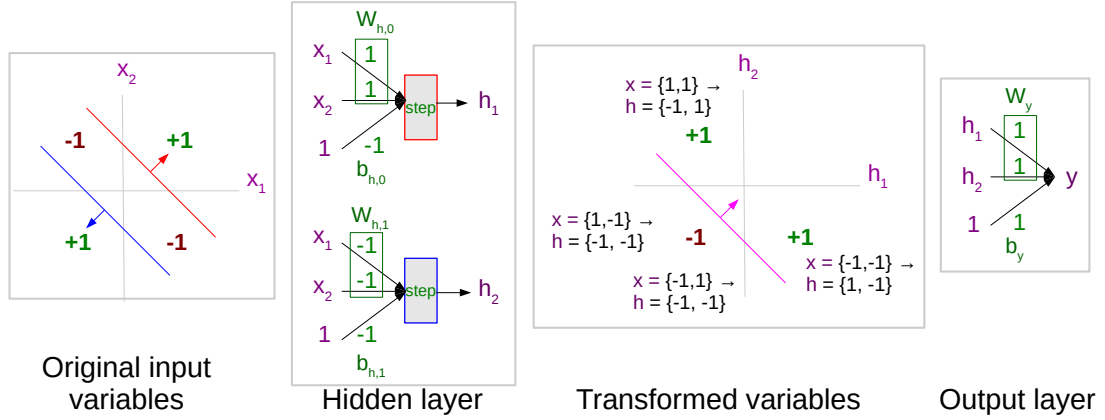 x2
-1
+1
x1
+1
-1
Original input
variables
Wh,0
x1
1
x2
1
step
h1
1
-1
bh,0
Wh,1
x1
-1
x2
-1
step
h2
1
-1
bh,1
Hidden layer
h2
x = {1,1} →
h = {-1, 1}
+1
h1
x = {1,-1} →
h = {-1, -1}
-1
+1
x = {-1,1} →
h = {-1, -1}
x = {-1,-1} →
h = {1, -1}
Transformed variables
Wy
h1
1
h2
1
y
1
1
by
Output layer